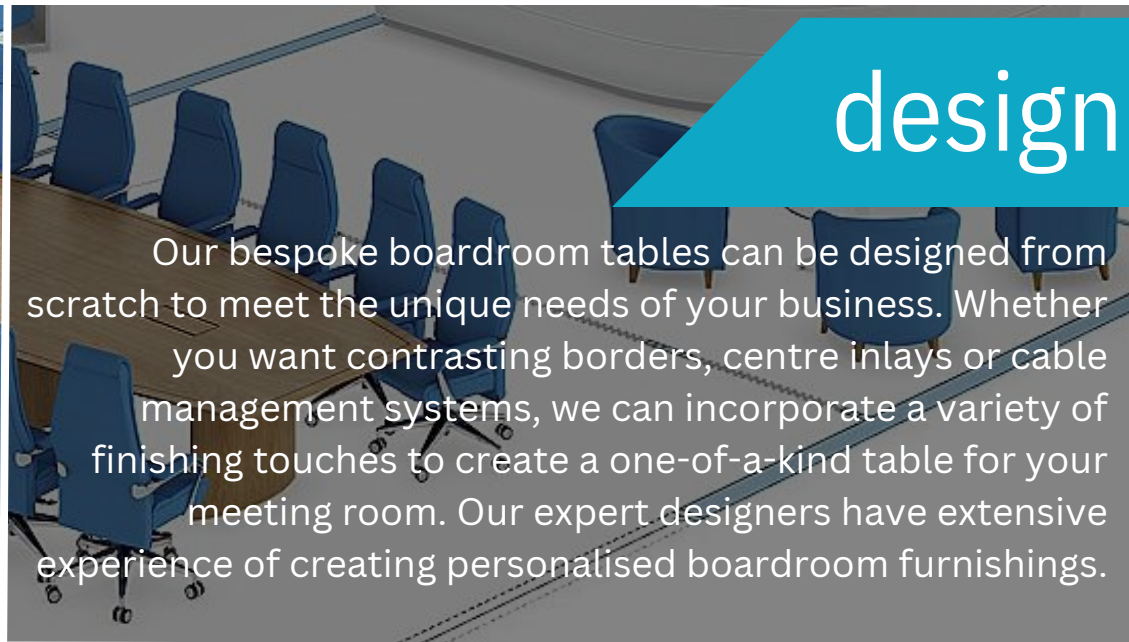 design
Our bespoke boardroom tables can be designed from
scratch to meet the unique needs of your business. Whether
you want contrasting borders, centre inlays or cable
management systems, we can incorporate a variety of
finishing touches to create a one-of-a-kind table for your
meeting room. Our expert designers have extensive
experience of creating personalised boardroom furnishings.